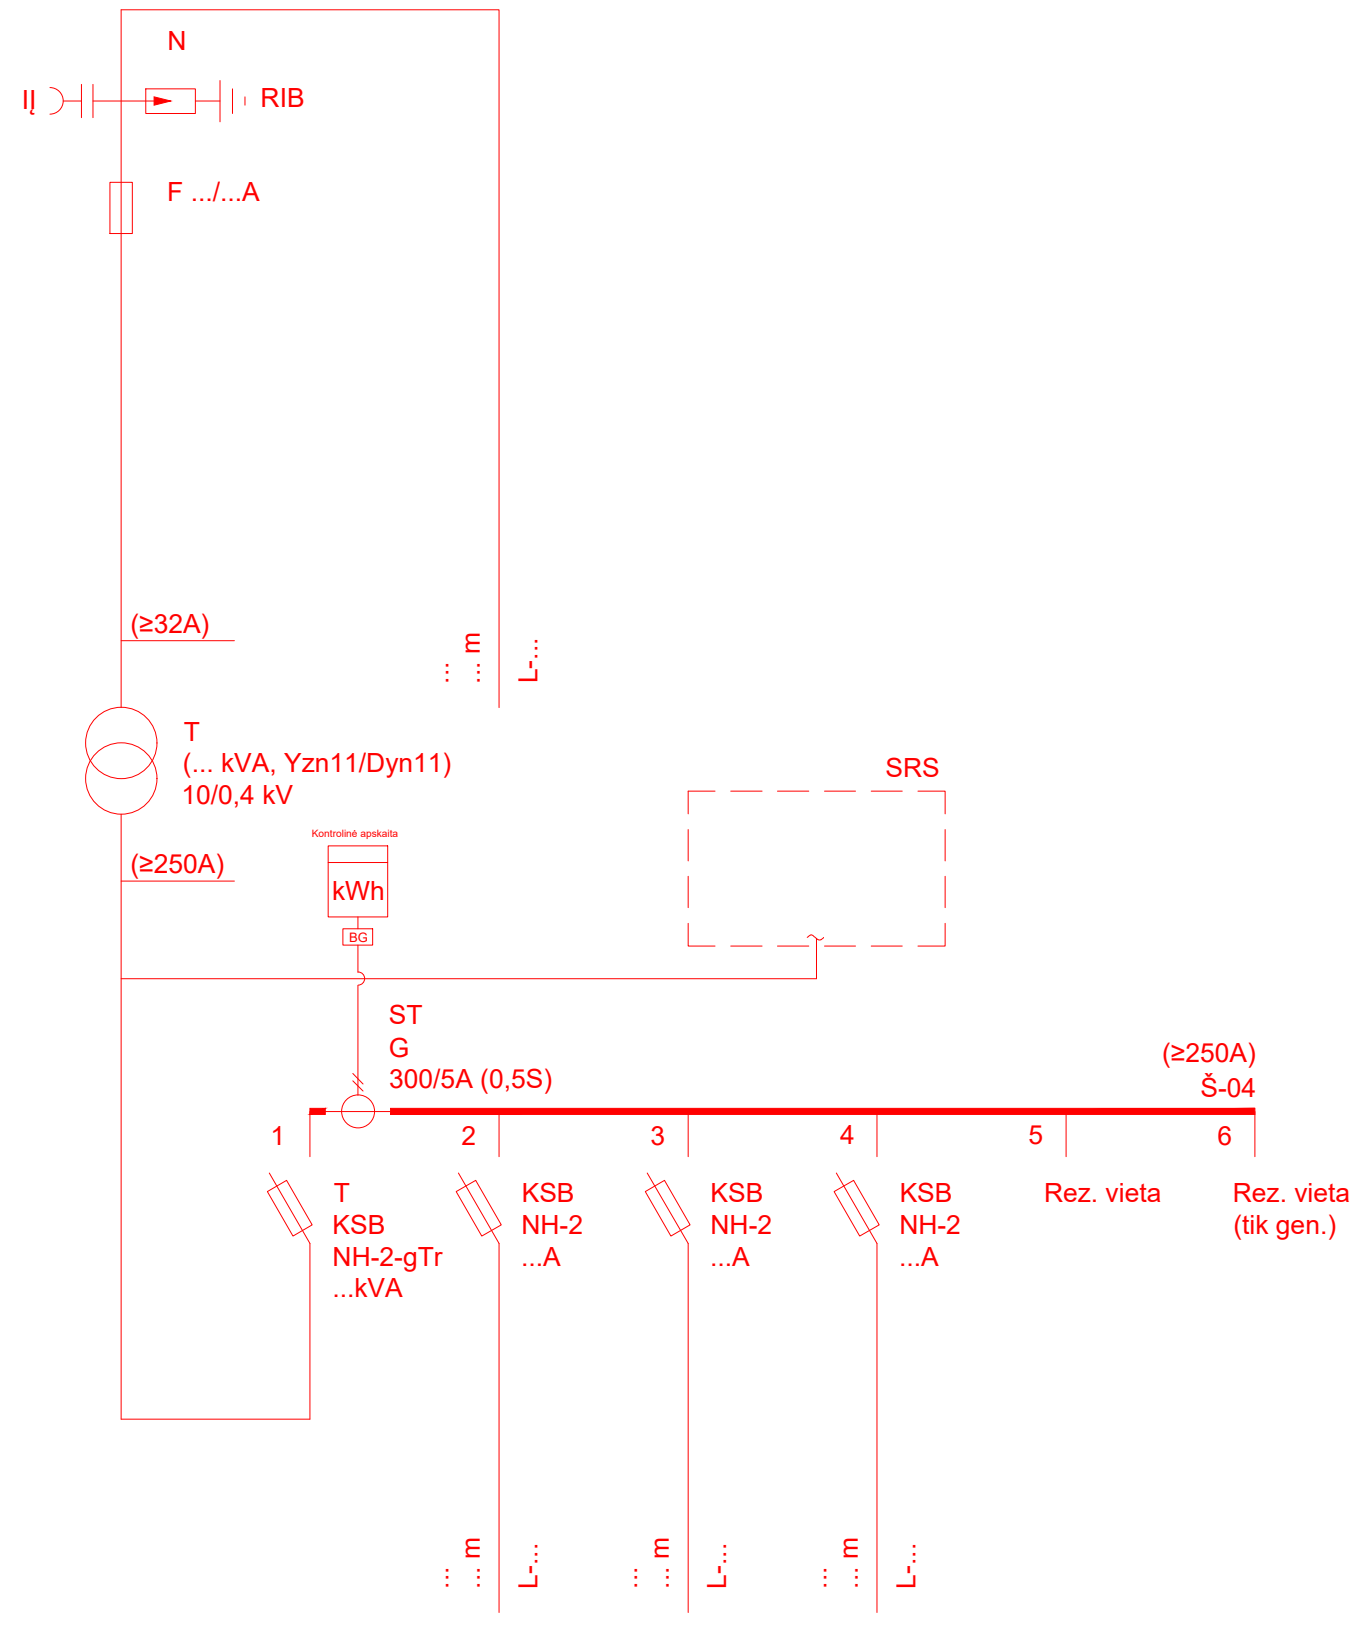 N
IĮ
RIB
F .../...A
(≥32A)
...
... m
L-...
T
(... kVA, Yzn11/Dyn11)
10/0,4 kV
SRS
Kontrolinė apskaita
kWh
BG
(≥250A)
ST
G
300/5A (0,5S)
(≥250A)
Š-04
1
2
3
4
5
6
T
KSB
NH-2-gTr
...kVA
KSB
NH-2
...A
KSB
NH-2
...A
KSB
NH-2
...A
Rez. vieta
Rez. vieta
(tik gen.)
...
... m
L-...
...
... m
L-...
...
... m
L-...